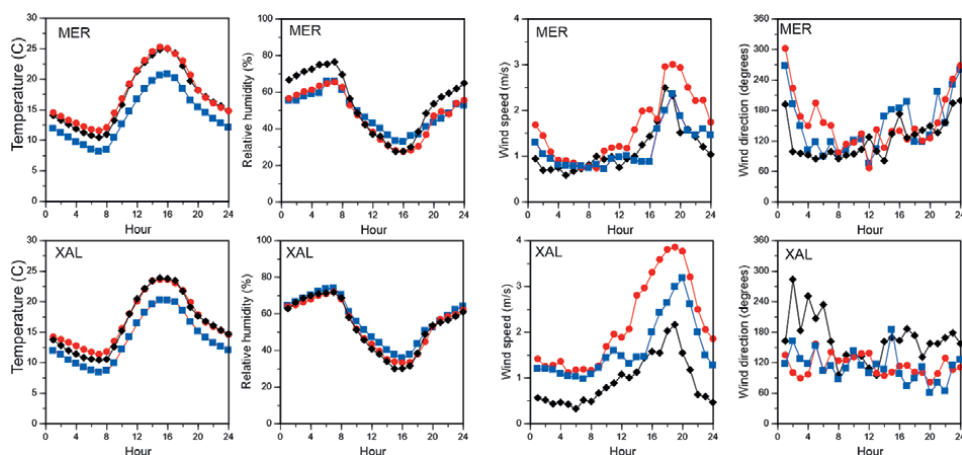 Temperature (C)
30
25
20
15
10
5
0
MER
0 4 8 12 16 20 24
Hour
Relative humidity (%)
100
80
60
40
20
0
MER
0 4 8 12 16 20 24
Hour
Wind speed (m/s)
4
3
2
1
0
MER
0 4 8 12 16 20 24
Hour
Wind direction (degrees)
360
300
240
180
120
60
0
MER
0 4 8 12 16 20 24
Hour
Temperature (C)
30
25
20
15
10
5
0
XAL
0 4 8 12 16 20 24
Hour
Relative humidity (%)
100
80
60
40
20
0
XAL
0 4 8 12 16 20 24
Hour
Wind speed (m/s)
4
3
2
1
0
XAL
0 4 8 12 16 20 24
Hour
Wind direction (degrees)
360
300
240
180
120
60
0
XAL
0 4 8 12 16 20 24
Hour